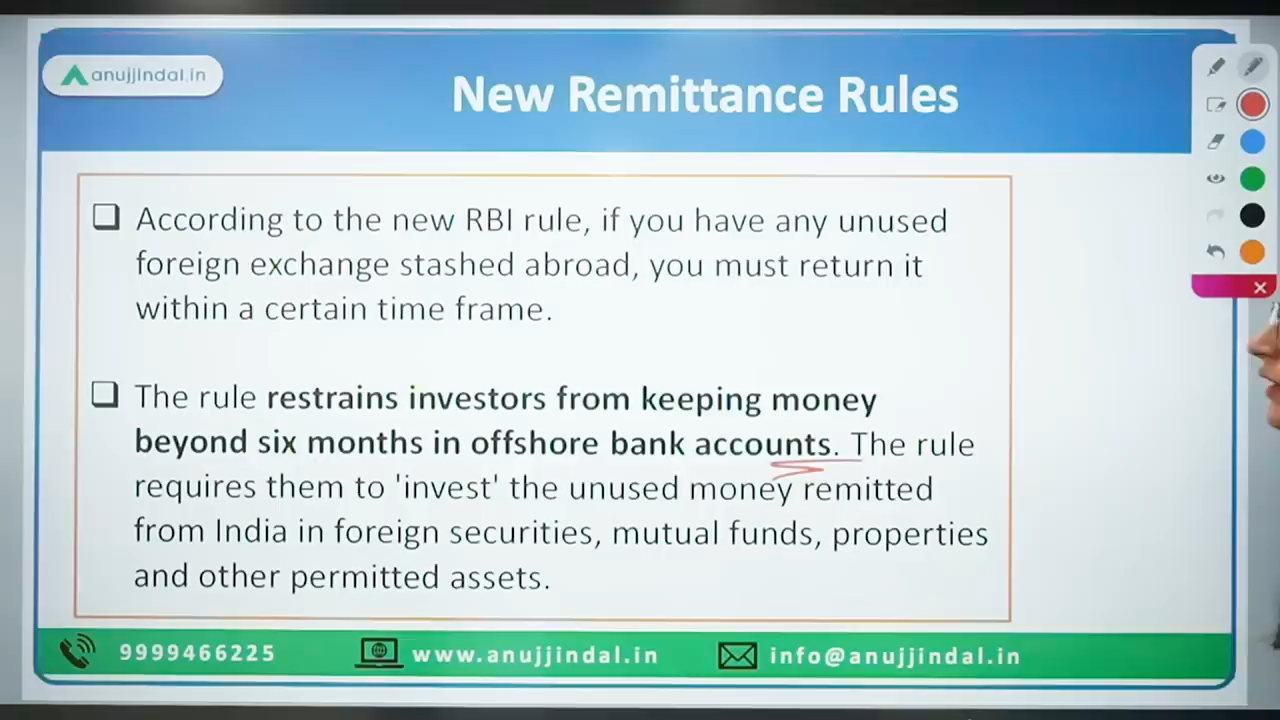 anujjindal.in
New Remittance Rules
According to the new RBI rule, if you have any unused
foreign exchange stashed abroad, you must return it
within a certain time frame.
The rule restrains investors from keeping money
beyond six months in offshore bank accounts. The rule
requires them to 'invest' the unused money remitted
from India in foreign securities, mutual funds, properties
and other permitted assets.
9999466225
www.anujjindal.in
info@anujjindal.in